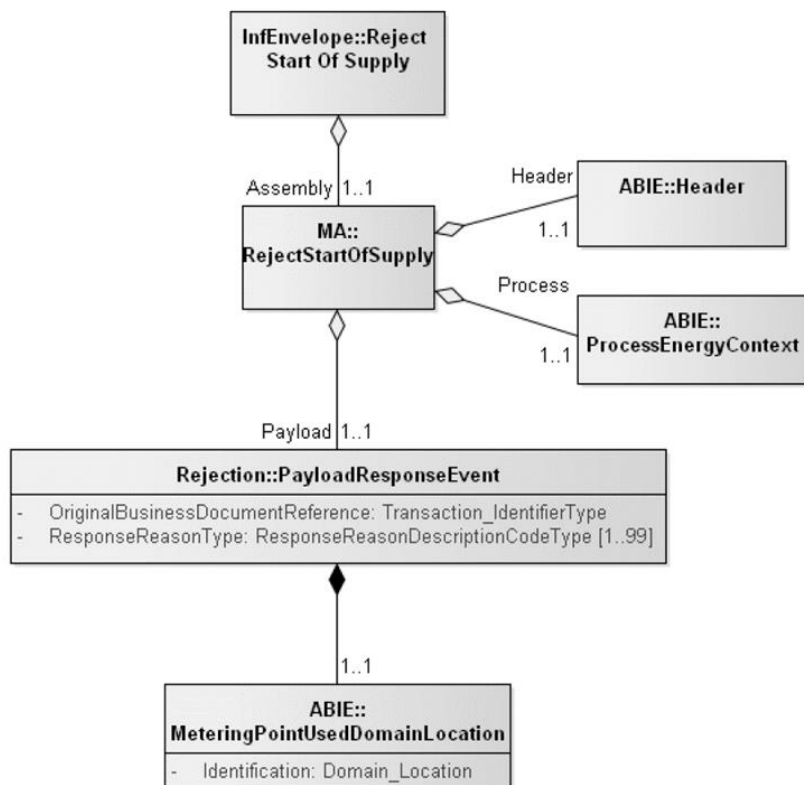 InfEnvelope::Reject
Start Of Supply
Assembly 1..1
MA::
RejectStartOfSupply
Header
1..1
ABIE::Header
Process
1..1
ABIE::
ProcessEnergyContext
Payload 1..1
Rejection::PayloadResponseEvent
- OriginalBusinessDocumentReference: Transaction_IdentifierType
- ResponseReasonType: ResponseReasonDescriptionCodeType [1..99]
1..1
ABIE::
MeteringPointUsedDomainLocation
- Identification: Domain_Location